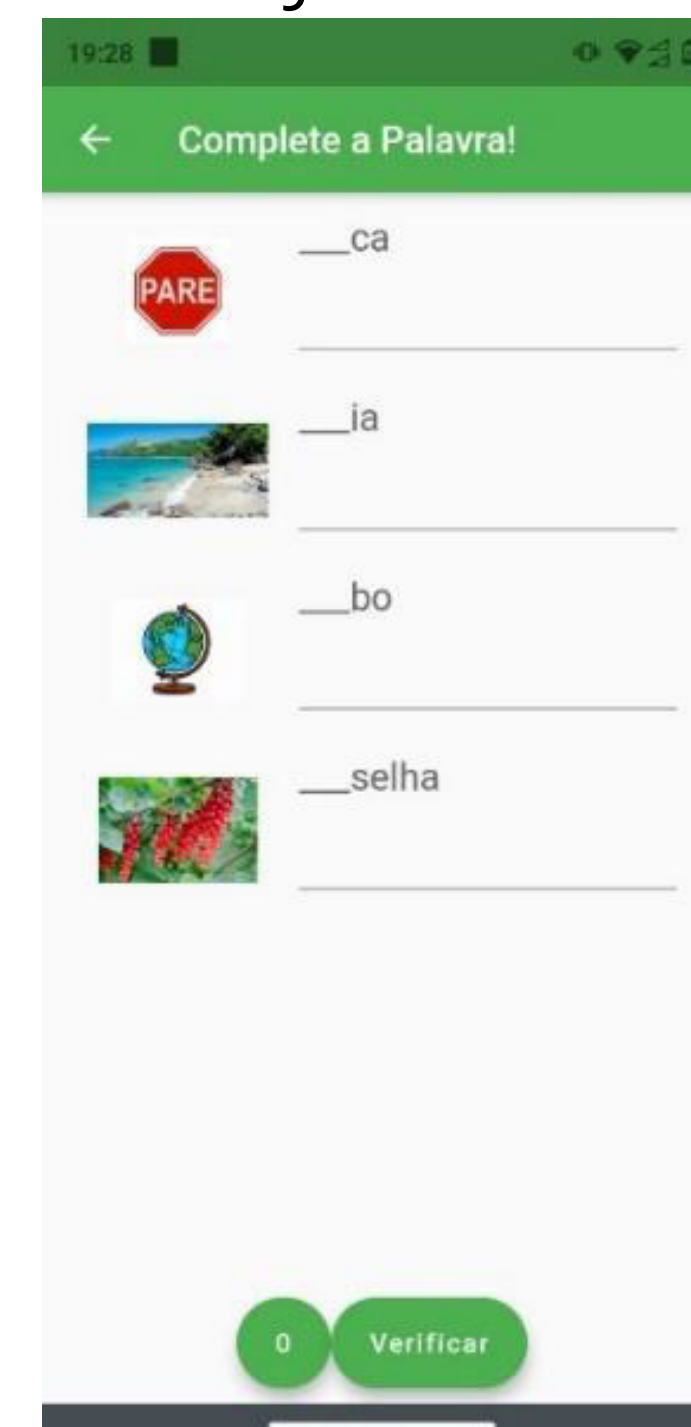 19:28
Complete a Palavra!
___ca
PARE
___ia
___bo
___selha
0
Verificar